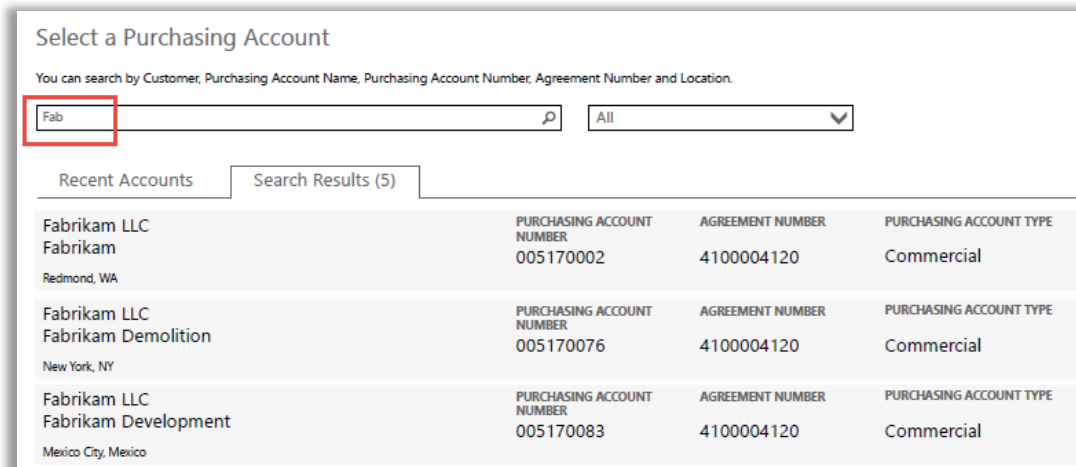 Select a Purchasing Account
You can search by Customer, Purchasing Account Name, Purchasing Account Number, Agreement Number and Location.
Fab
All
Recent Accounts
Search Results (5)
Fabrikam LLC
Fabrikam
Redmond, WA
PURCHASING ACCOUNT
NUMBER
005170002
AGREEMENT NUMBER
4100004120
PURCHASING ACCOUNT TYPE
Commercial
Fabrikam LLC
Fabrikam Demolition
New York, NY
PURCHASING ACCOUNT
NUMBER
005170076
AGREEMENT NUMBER
4100004120
PURCHASING ACCOUNT TYPE
Commercial
Fabrikam LLC
Fabrikam Development
Mexico City, Mexico
PURCHASING ACCOUNT
NUMBER
005170083
AGREEMENT NUMBER
4100004120
PURCHASING ACCOUNT TYPE
Commercial